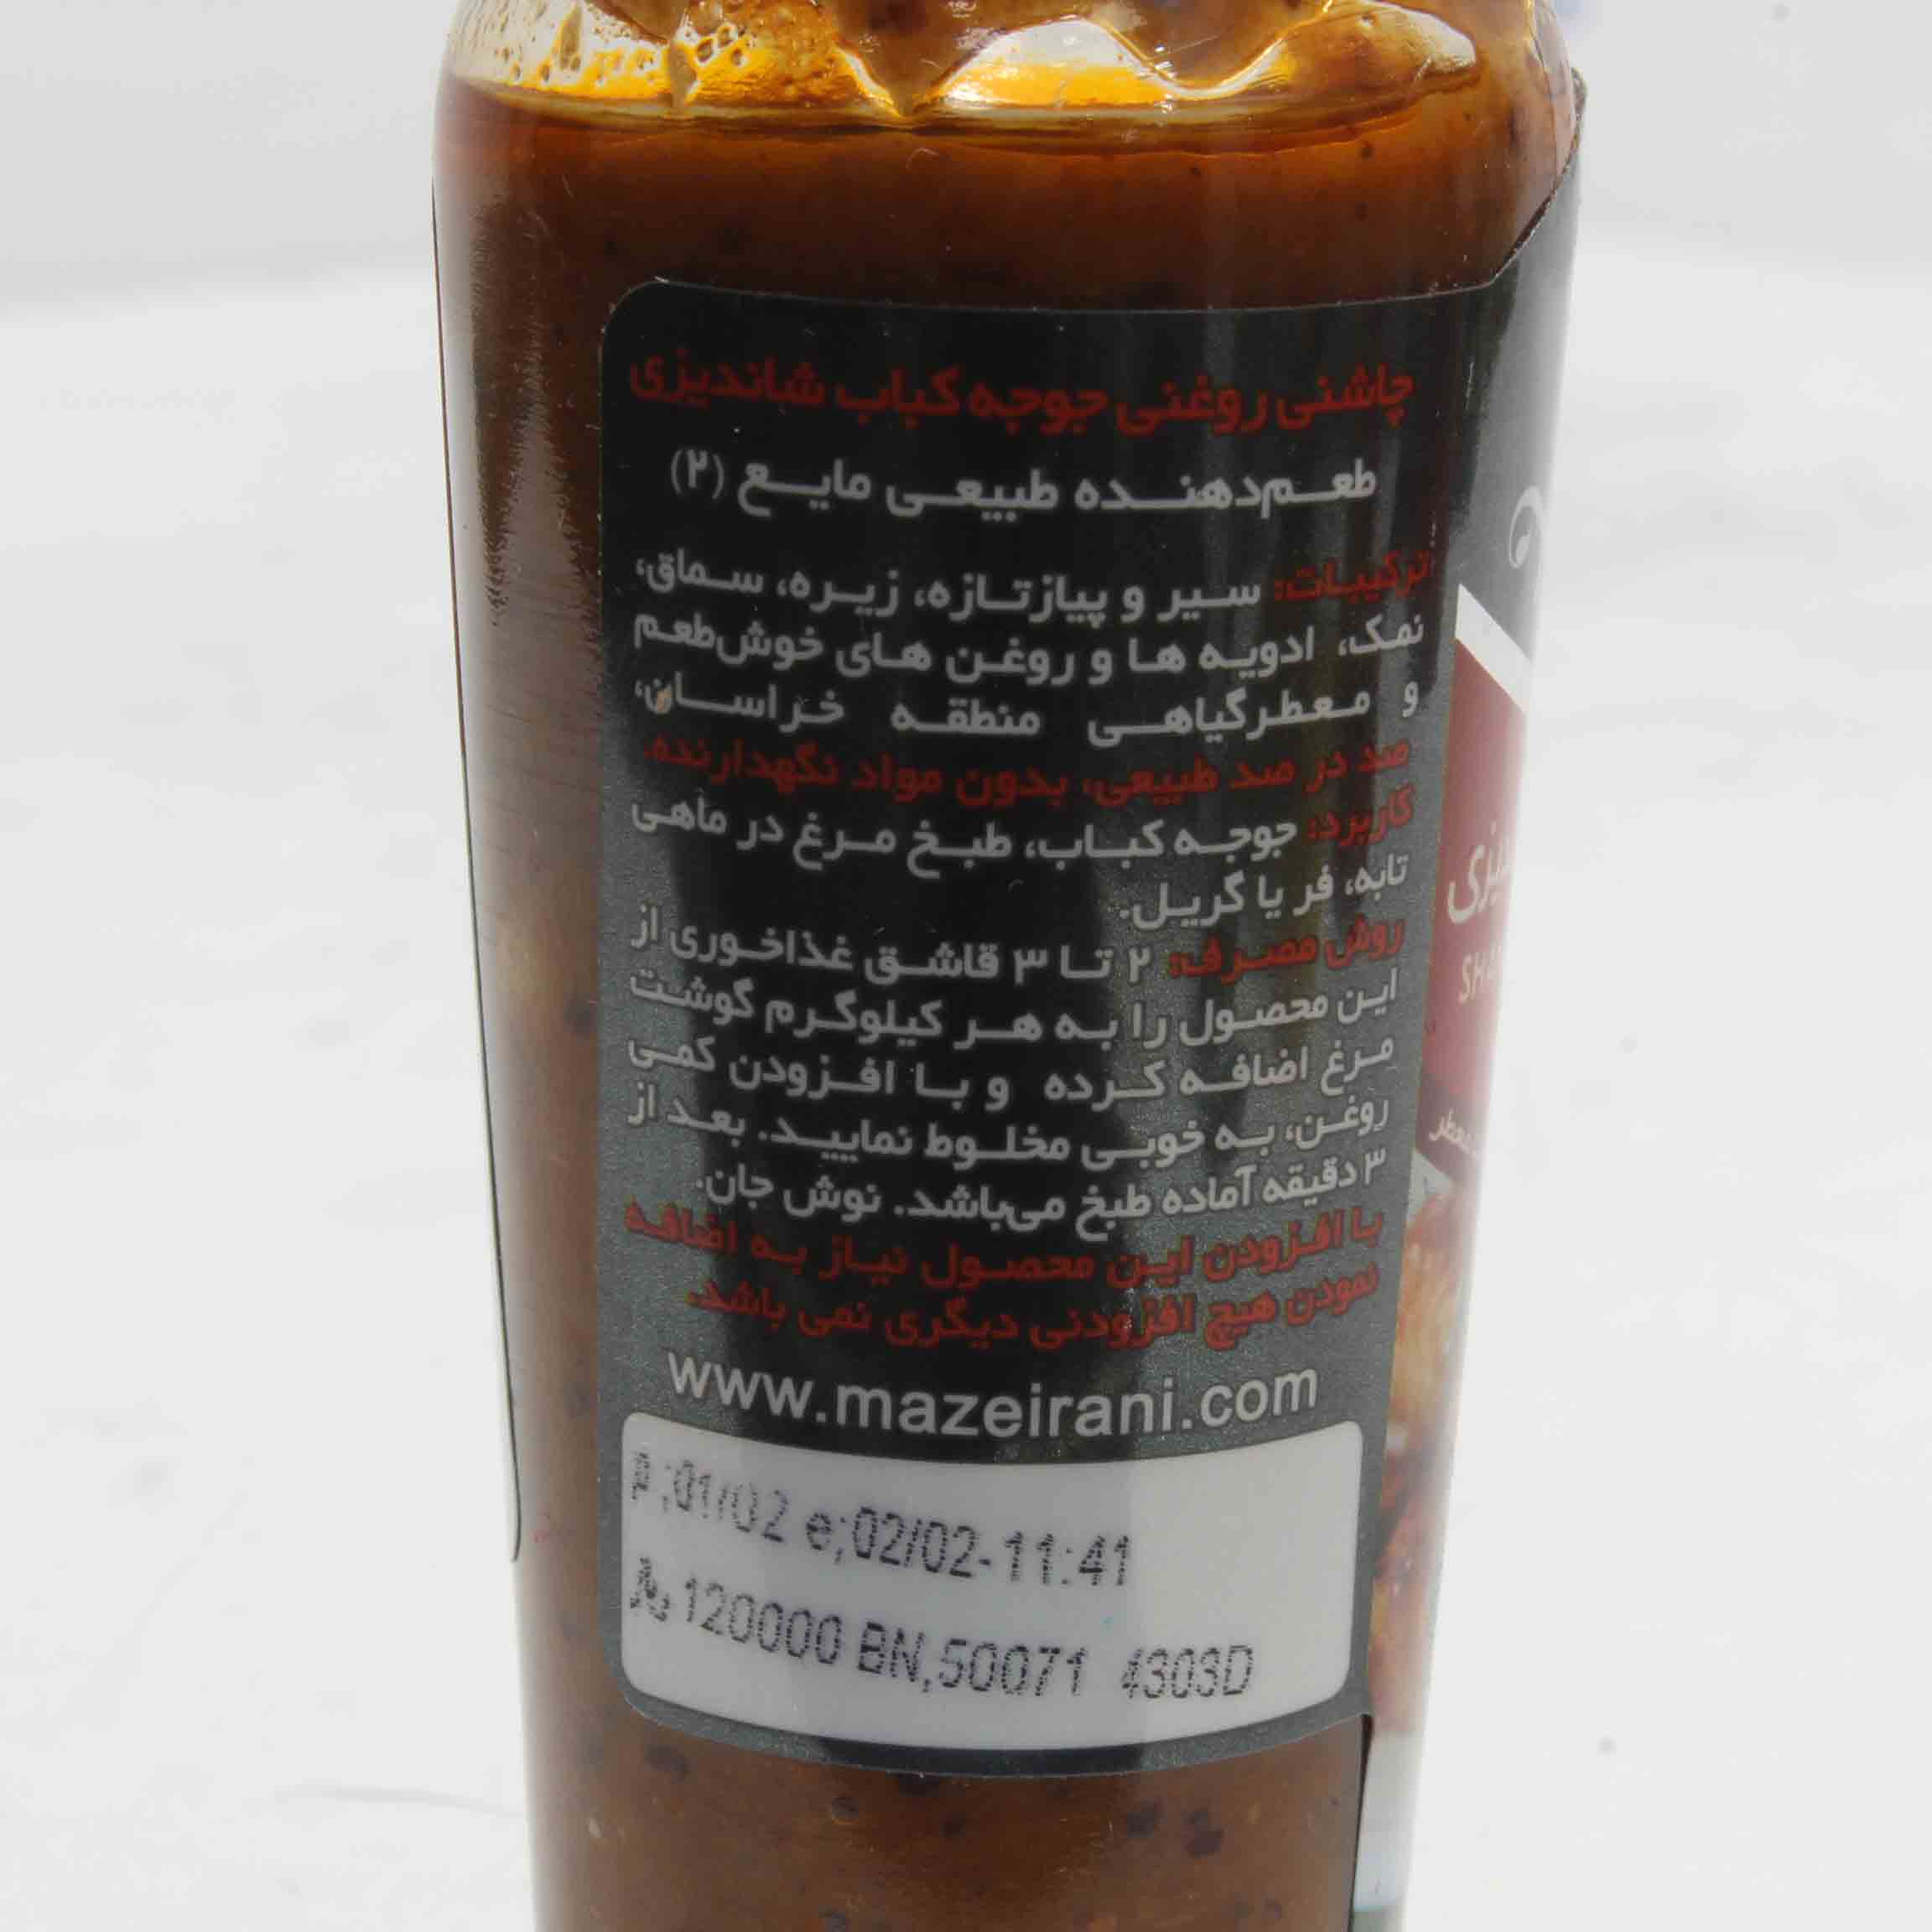 چاشنی روغنی جوجه کباب شاندیزی
طعم‌دهنده طبیعی مایع (۲)
ترکیبات: سیر و پیازتازه، زیره، سماق،
نمک، ادویه ها و روغن های خوش‌طعم
و معطرگیاهی منطقه خراسان،
صد در صد طبیعی، بدون مواد نگهدارنده.
کاربرد: جوجه کباب، طبخ مرغ در ماهی
تابه، فر یا گریل.
روش مصرف: ۲ تا ۳ قاشق غذاخوری از
این محصول را به هر کیلوگرم گوشت
مرغ اضافه کرده و با افزودن کمی
روغن، به خوبی مخلوط نمایید. بعد از
۳ دقیقه آماده طبخ می‌باشد. نوش جان.
با افزودن این محصول نیاز به اضافه
نمودن هیچ افزودنی دیگری نمی باشد.
www.mazeirani.com
;01/02 e;02/02-11:41
120000 BN,50071 4303D